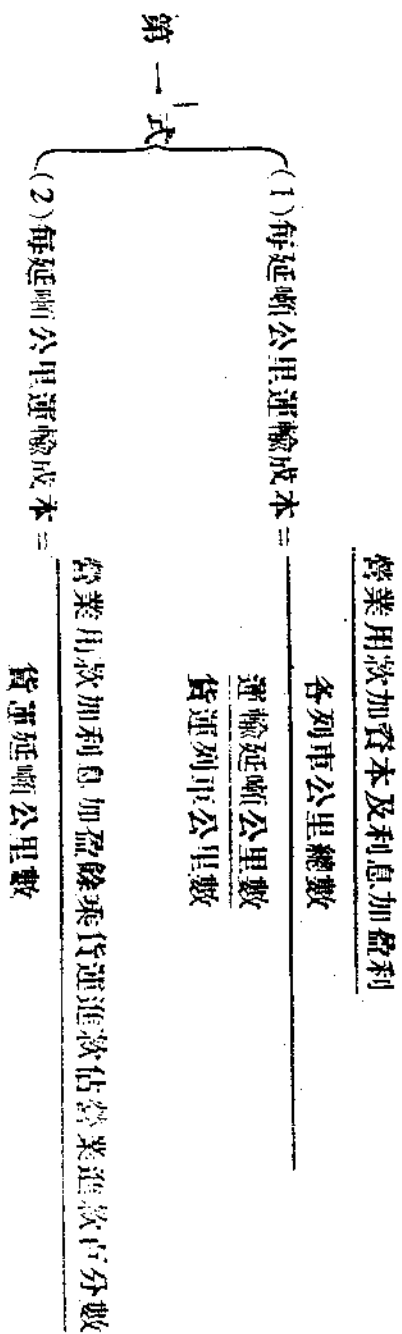 第一式
(1)每延噸公里運輸成本=
營業用款加資本及利息加盈利
各列車公里總數
運輸延噸公里數
貨運列車公里數
(2)每延噸公里運輸成本=
營業用款加利息加盈餘乘貨運進款佔營業進款百分數
貨運延噸公里數